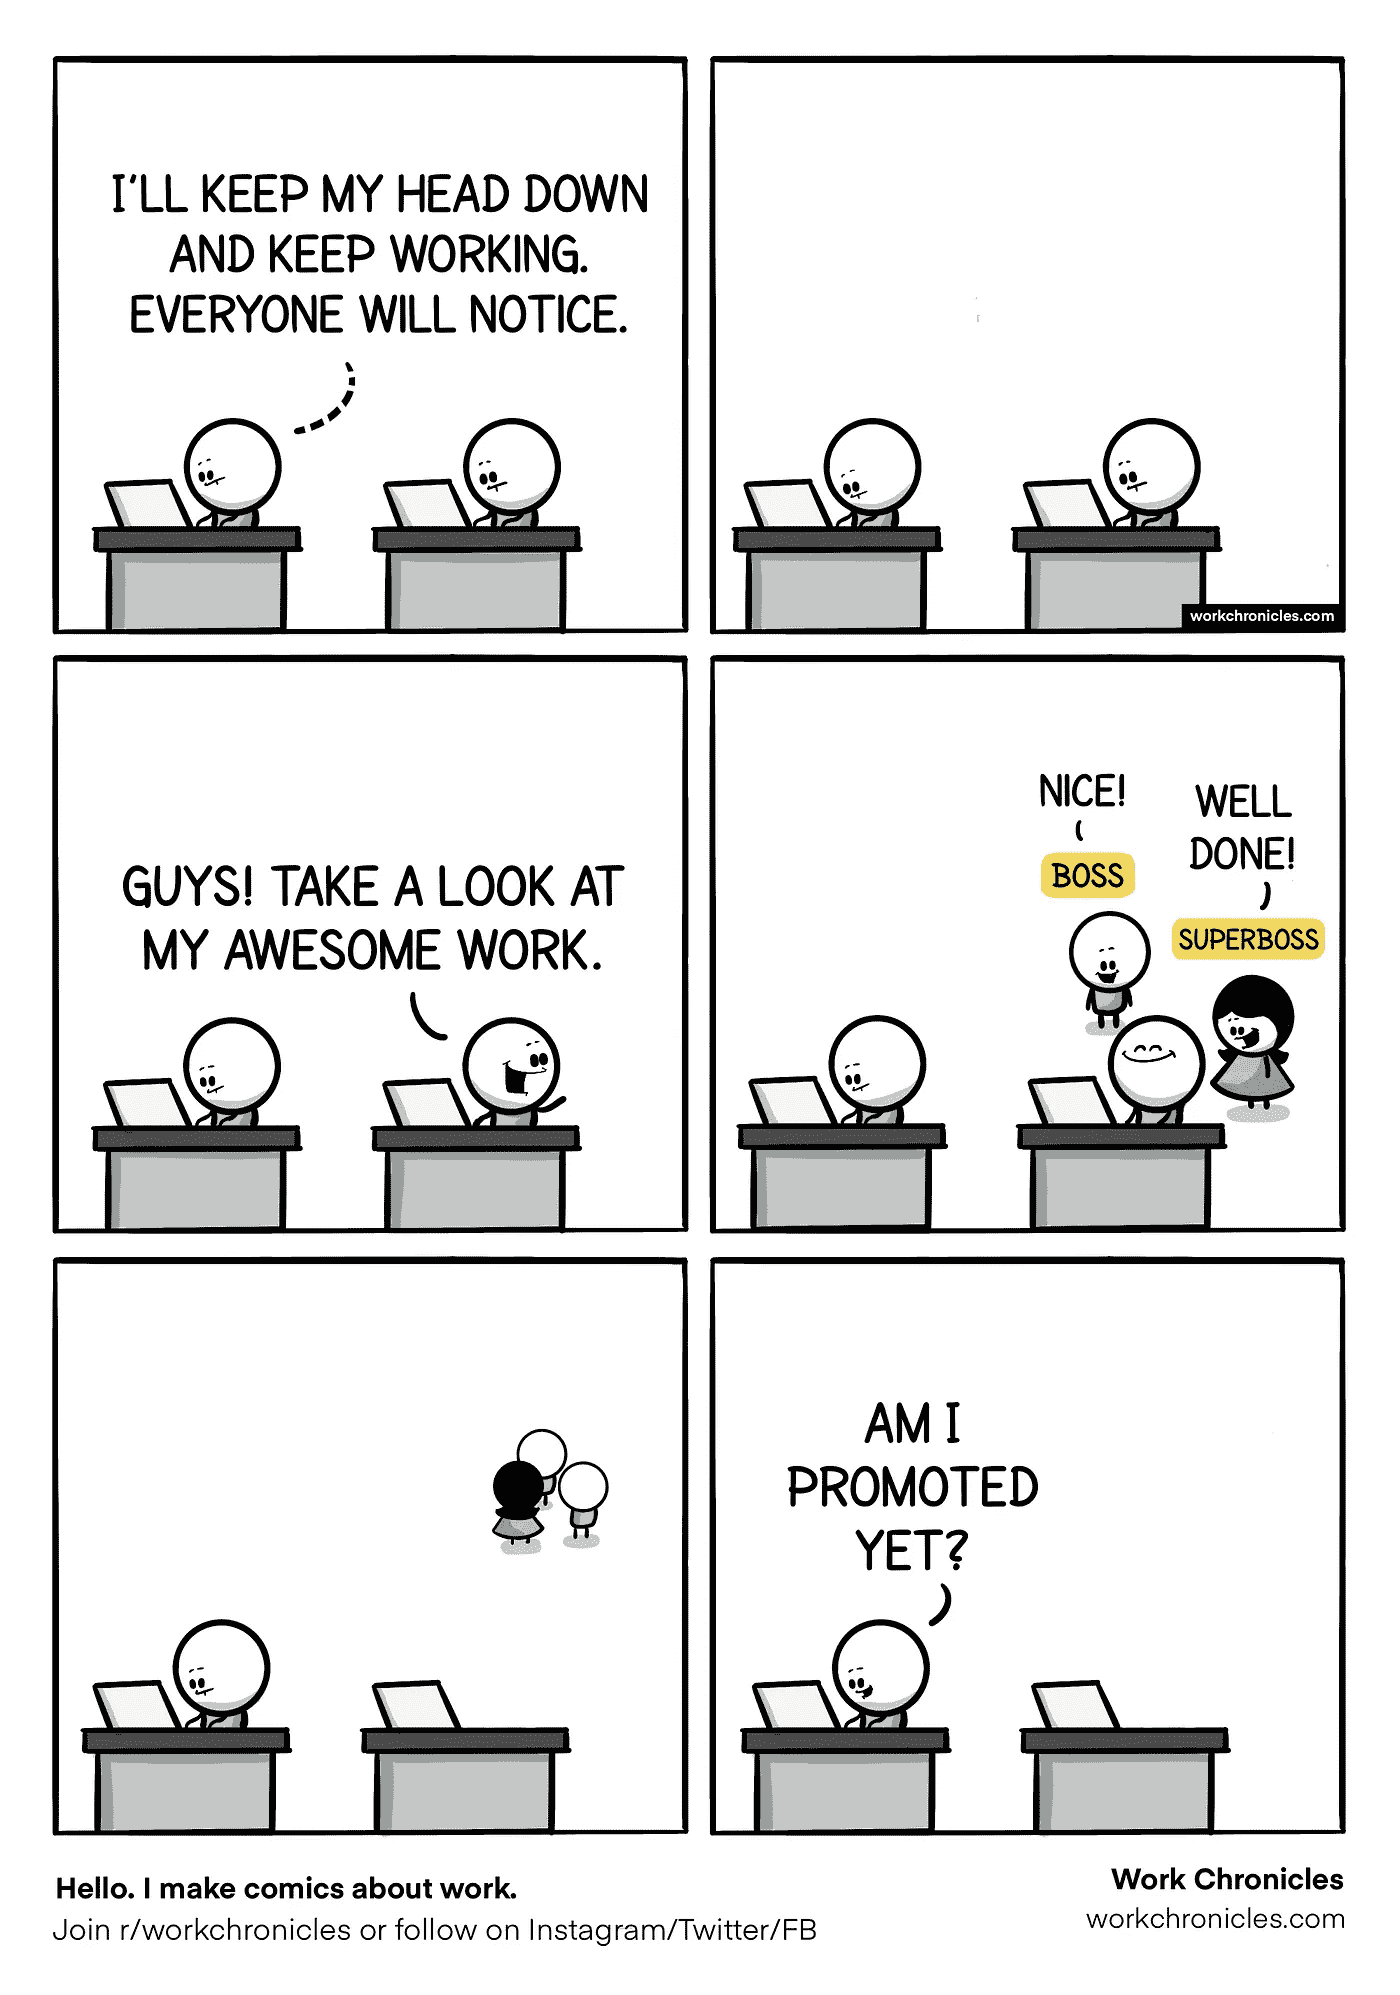 I'LL KEEP MY HEAD DOWN
AND KEEP WORKING.
EVERYONE WILL NOTICE.
workchronicles.com
GUYS! TAKE A LOOK AT
MY AWESOME WORK.
NICE!
BOSS
WELL
DONE!
SUPERBOSS
AM I
PROMOTED
YET?
Hello. I make comics about work.
Join r/workchronicles or follow on Instagram/Twitter/FB
Work Chronicles
workchronicles.com